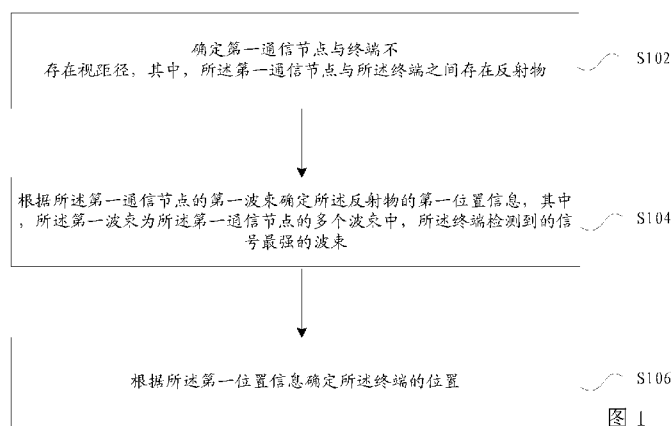 确定第一通信节点与终端不
存在视距径，其中，所述第一通信节点与所述终端之间存在反射物
S102
根据所述第一通信节点的第一波束确定所述反射物的第一位置信息，其中
，所述第一波束为所述第一通信节点的多个波束中，所述终端检测到的信
号最强的波束
S104
根据所述第一位置信息确定所述终端的位置
S106
图 1